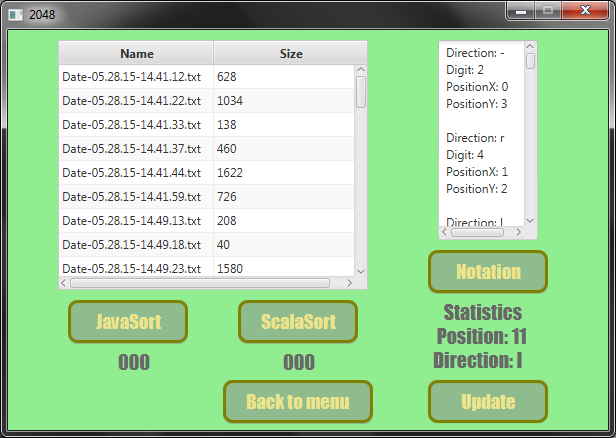 2048
Name Size
Date-05.28.15-14.41.12.txt 628
Date-05.28.15-14.41.22.txt 1034
Date-05.28.15-14.41.33.txt 138
Date-05.28.15-14.41.37.txt 460
Date-05.28.15-14.41.44.txt 1622
Date-05.28.15-14.41.59.txt 726
Date-05.28.15-14.49.13.txt 208
Date-05.28.15-14.49.18.txt 40
Date-05.28.15-14.49.23.txt 1580
Direction: -
Digit: 2
PositionX: 0
PositionY: 3
Direction: r
Digit: 4
PositionX: 1
PositionY: 2
Direction: l
Notation
JavaSort
ScalaSort
Statistics
Position: 11
Direction: l
000
000
Back to menu
Update